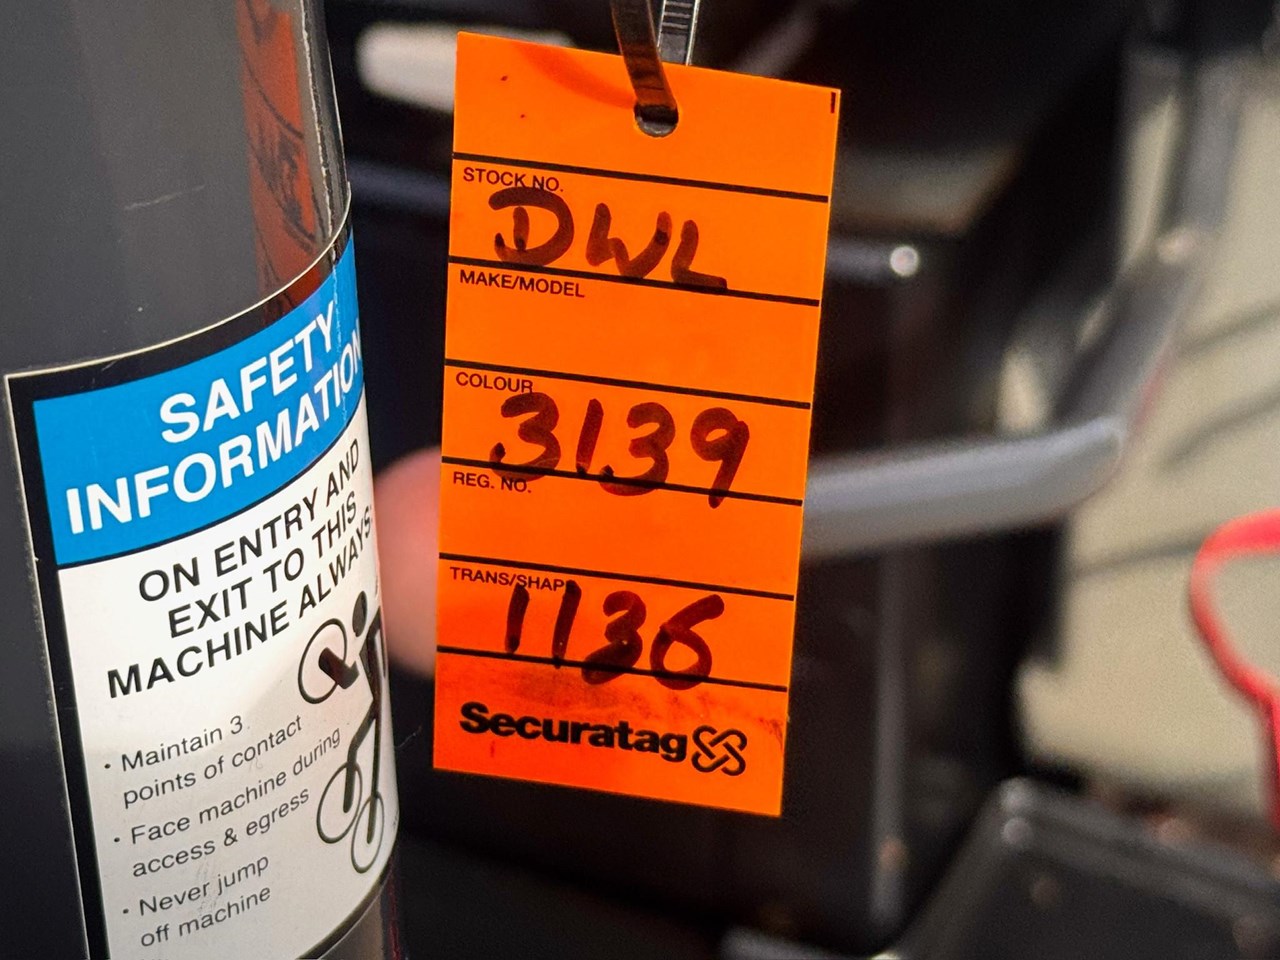 SAFETY
INFORMATION
ON ENTRY AND
EXIT TO THIS
MACHINE ALWAYS:
• Maintain 3
points of contact
• Face machine during
access & egress
• Never jump
off machine
STOCK NO.
DWL
MAKE/MODEL
COLOUR
3139
REG. NO.
TRANS/SHAP
1136
Securatag